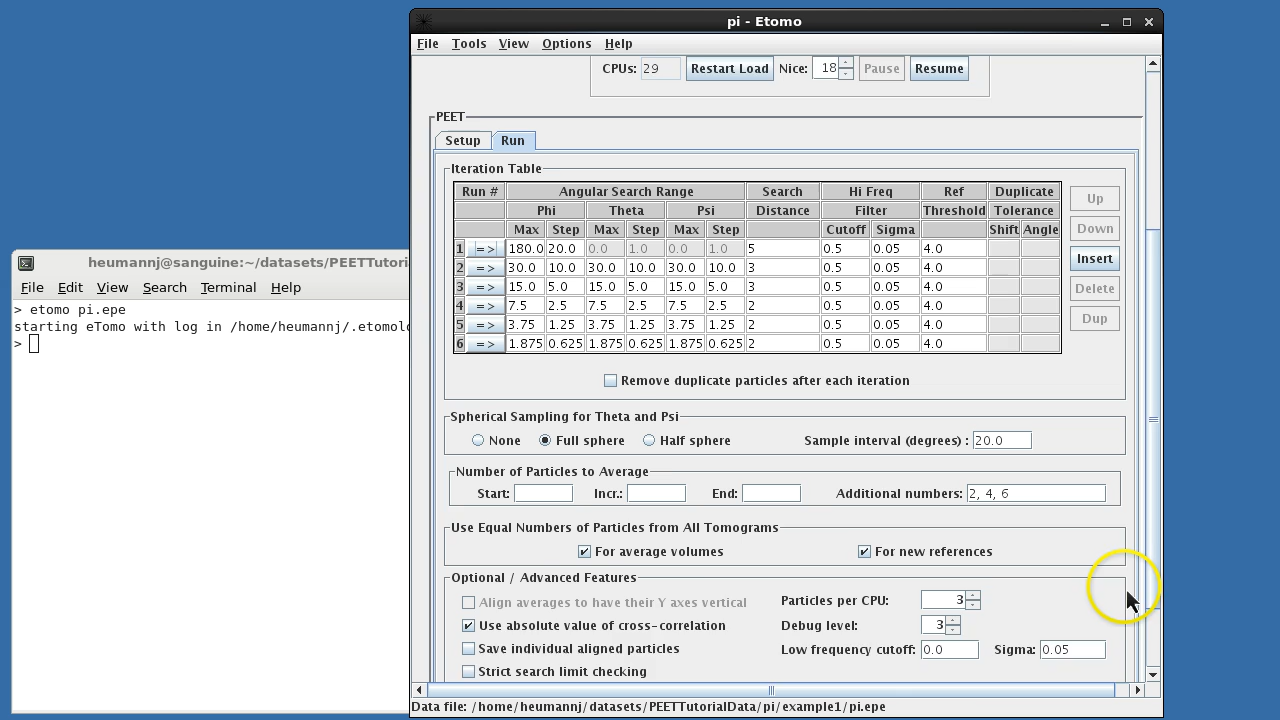 pi - Etomo
File Tools View Options Help
CPUs: 29 Restart Load Nice: 18 Pause Resume
PEET
Setup Run
Iteration Table
Run # Angular Search Range Search Hi Freq Ref Duplicate
Phi Theta Psi Distance Filter Threshold Tolerance
Max Step Max Step Max Step Cutoff Sigma Shift Angle
1 => 180.0 20.0 0.0 1.0 0.0 1.0 5 0.5 0.05 4.0
2 => 30.0 10.0 30.0 10.0 30.0 10.0 3 0.5 0.05 4.0
3 => 15.0 5.0 15.0 5.0 15.0 5.0 3 0.5 0.05 4.0
4 => 7.5 2.5 7.5 2.5 7.5 2.5 2 0.5 0.05 4.0
5 => 3.75 1.25 3.75 1.25 3.75 1.25 2 0.5 0.05 4.0
6 => 1.875 0.625 1.875 0.625 1.875 0.625 2 0.5 0.05 4.0
Up
Down
Insert
Delete
Dup
Remove duplicate particles after each iteration
Spherical Sampling for Theta and Psi
None Full sphere Half sphere Sample interval (degrees) : 20.0
Number of Particles to Average
Start: Incr.: End: Additional numbers: 2, 4, 6
Use Equal Numbers of Particles from All Tomograms
For average volumes For new references
Optional / Advanced Features
Align averages to have their Y axes vertical Particles per CPU: 3
Use absolute value of cross-correlation Debug level: 3
Save individual aligned particles Low frequency cutoff: 0.0 Sigma: 0.05
Strict search limit checking
Data file: /home/heumannj/datasets/PEETTutorialData/pi/example1/pi.epe
heumannj@sanguine:~/datasets/PEETTutori
File Edit View Search Terminal Help
> etomo pi.epe
starting eTomo with log in /home/heumannj/.etomolo
>